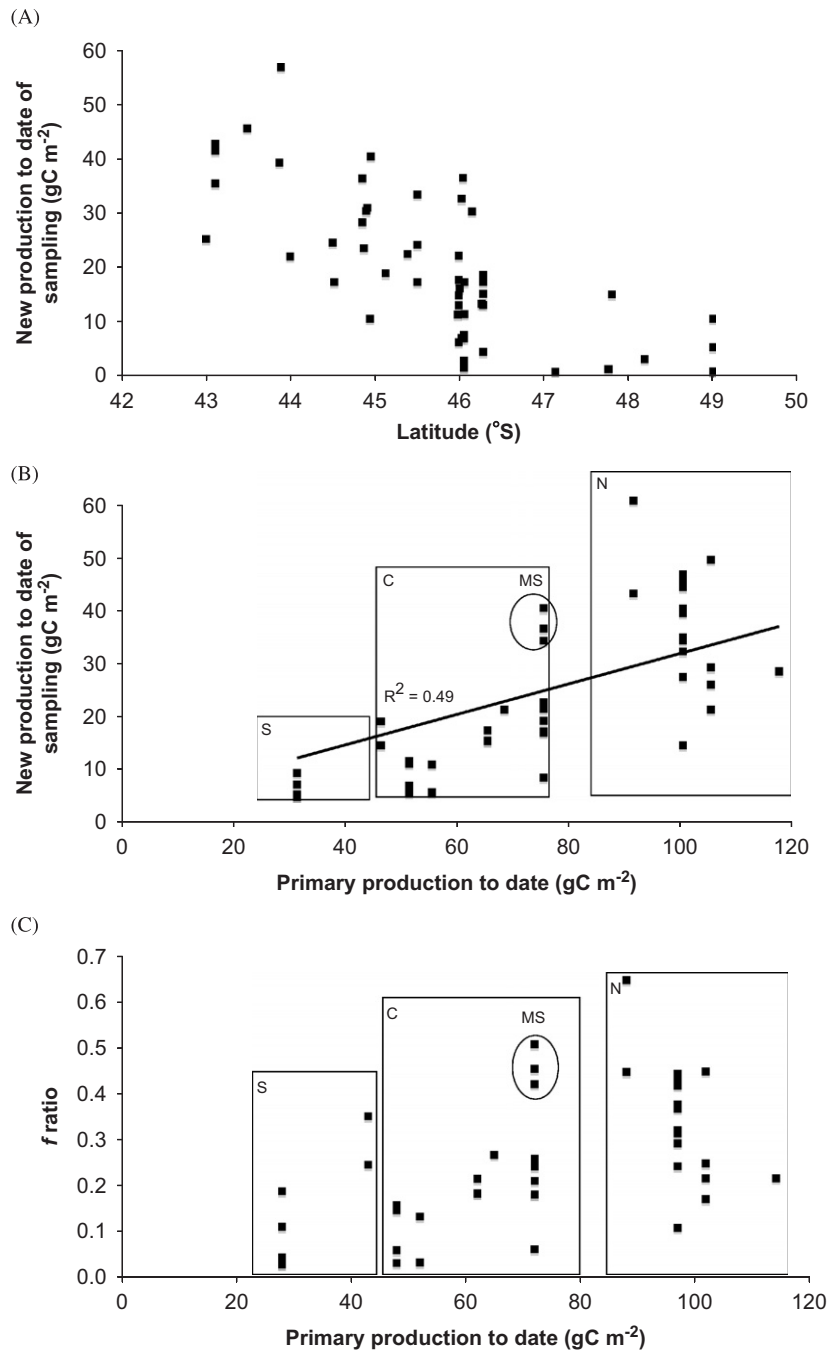 (A)
New production to date of
sampling (gC m-2)
60
50
40
30
20
10
0
42 43 44 45 46 47 48 49 50
Latitude (°S)
(B)
New production to date of
sampling (gC m-2)
60
50
40
30
20
10
0
N
C MS
R2 = 0.49
S
0 20 40 60 80 100 120
Primary production to date (gC m-2)
(C)
f ratio
0.7
0.6
0.5
0.4
0.3
0.2
0.1
0.0
N
C MS
S
0 20 40 60 80 100 120
Primary production to date (gC m-2)